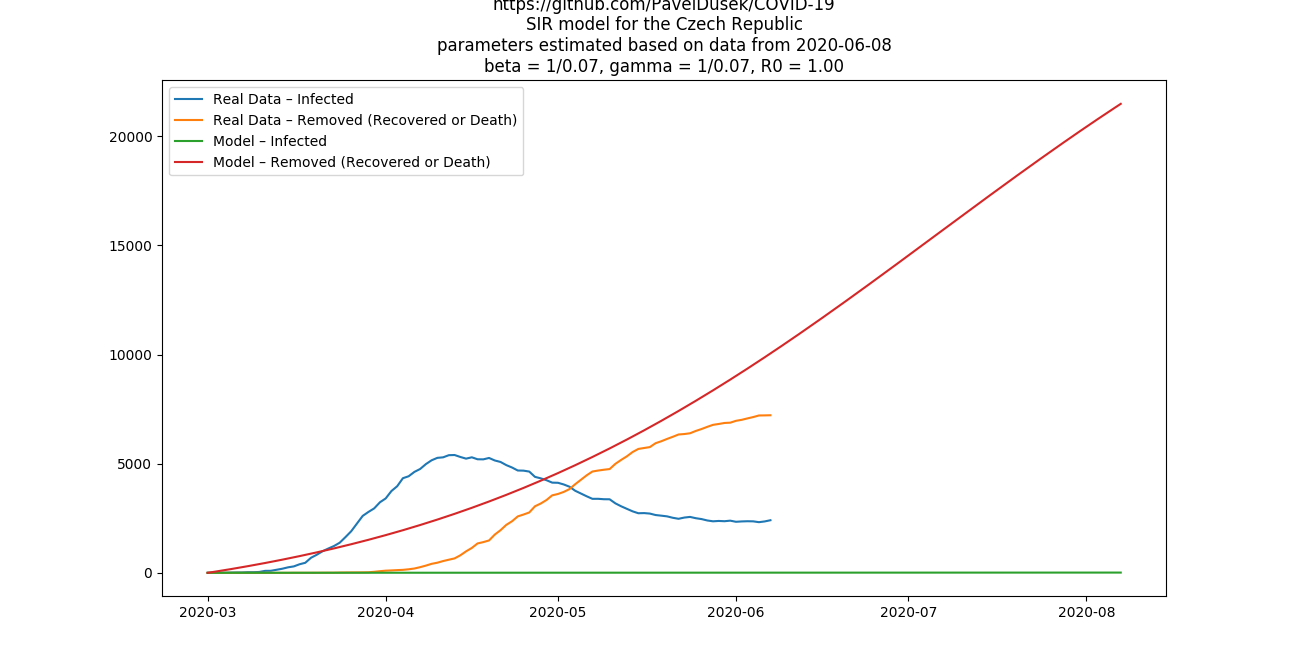 https://github.com/PavelDusek/COVID-19
SIR model for the Czech Republic
parameters estimated based on data from 2020-06-08
beta = 1/0.07, gamma = 1/0.07, R0 = 1.00
Real Data – Infected
Real Data – Removed (Recovered or Death)
Model – Infected
Model – Removed (Recovered or Death)
20000
15000
10000
5000
0
2020-03 2020-04 2020-05 2020-06 2020-07 2020-08